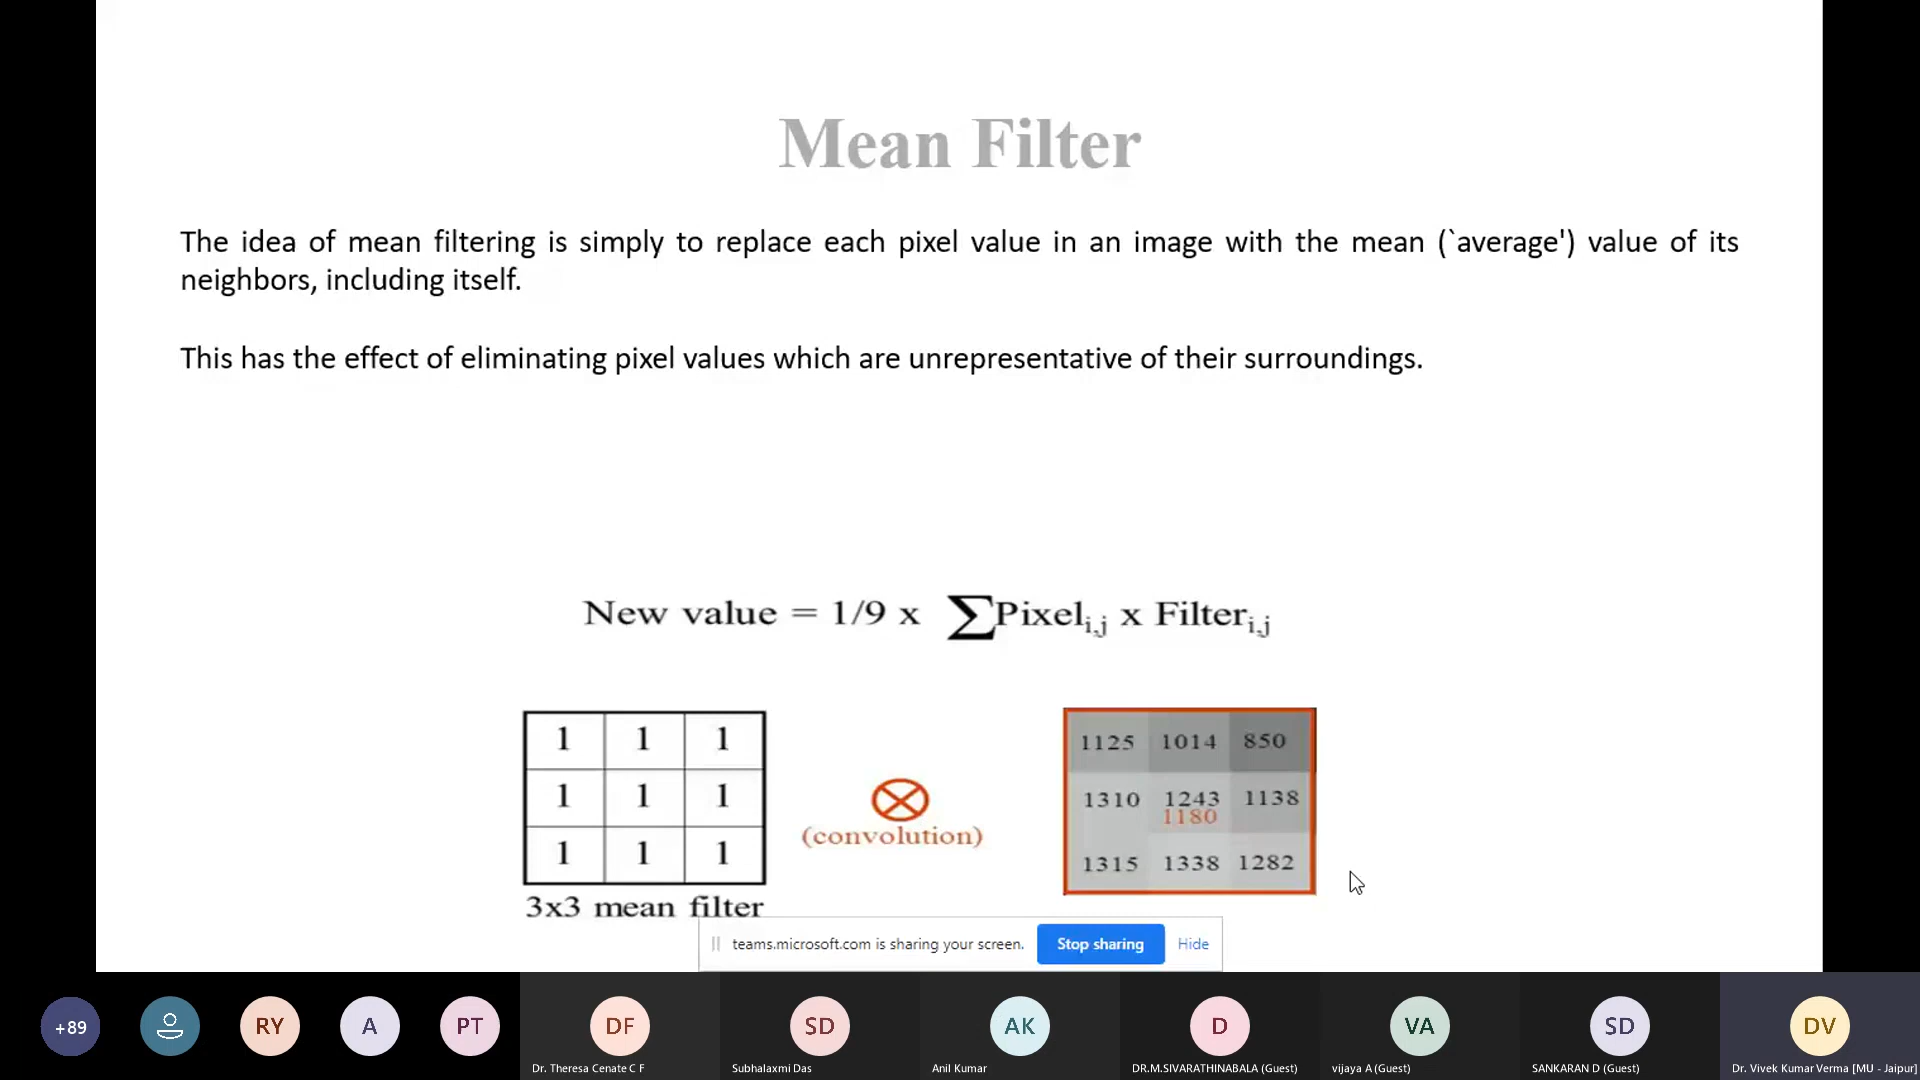 Mean Filter
The idea of mean filtering is simply to replace each pixel value in an image with the mean (`average') value of its
neighbors, including itself.
This has the effect of eliminating pixel values which are unrepresentative of their surroundings.
New value = 1/9 x ∑Pixel i,j x Filter i,j
1 1 1
1 1 1
1 1 1
3x3 mean filter
(convolution)
1125 1014 850
1310 1243 1138
1180
1315 1338 1282
teams.microsoft.com is sharing your screen. Stop sharing Hide
+89 RY A PT DF SD AK D VA SD DV
Dr. Theresa Cenate C F Subhalaxmi Das Anil Kumar DR.M.SIVARATHINABALA (Guest) vijaya A (Guest) SANKARAN D (Guest) Dr. Vivek Kumar Verma [MU - Jaipur]